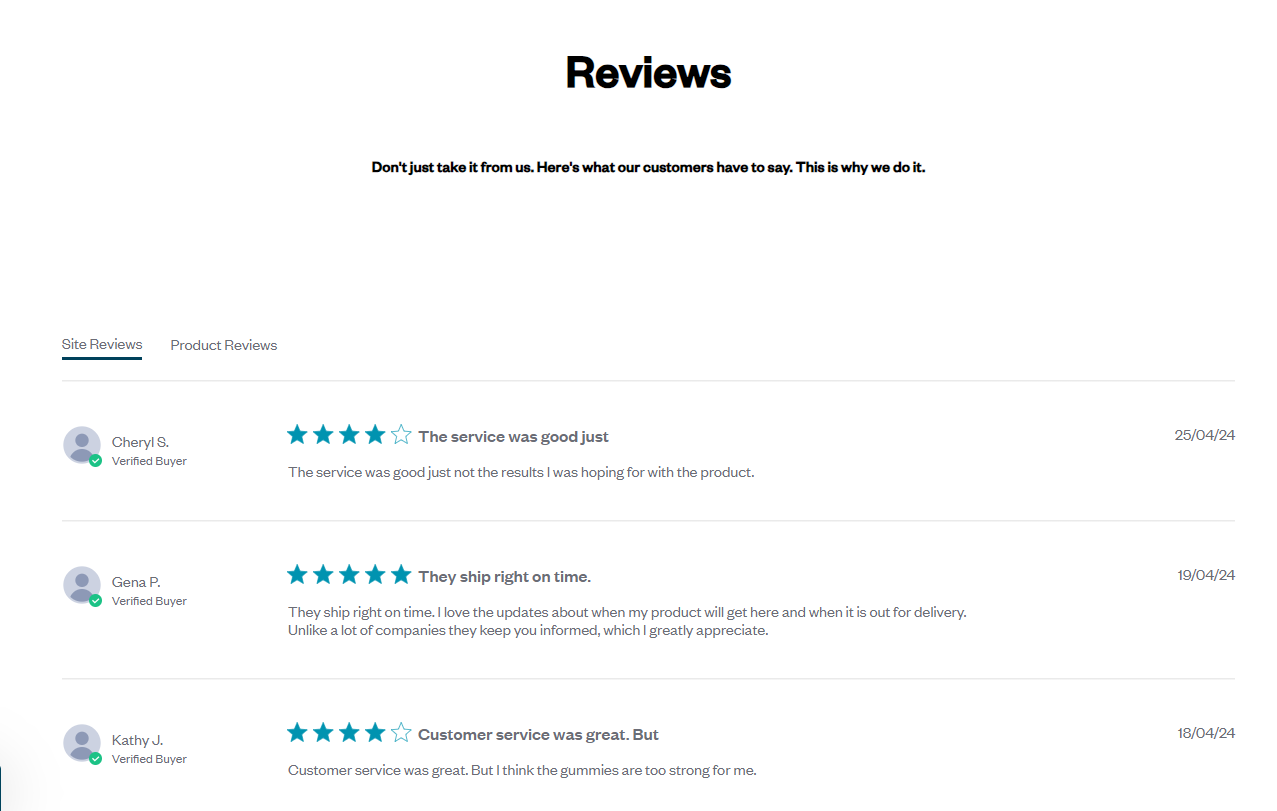 Reviews
Don't just take it from us. Here's what our customers have to say. This is why we do it.
Site Reviews
Product Reviews
Cheryl S.
Verified Buyer
The service was good just
25/04/24
The service was good just not the results I was hoping for with the product.
Gena P.
Verified Buyer
They ship right on time.
19/04/24
They ship right on time. I love the updates about when my product will get here and when it is out for delivery.
Unlike a lot of companies they keep you informed, which I greatly appreciate.
Kathy J.
Verified Buyer
Customer service was great. But
18/04/24
Customer service was great. But I think the gummies are too strong for me.